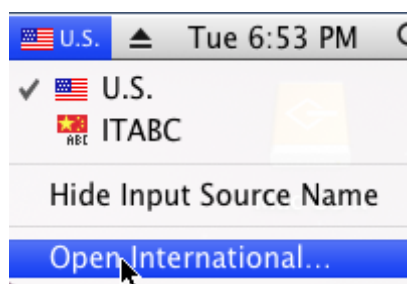 U.S. Tue 6:53 PM
U.S.
ABC ITABC
Hide Input Source Name
Open International...